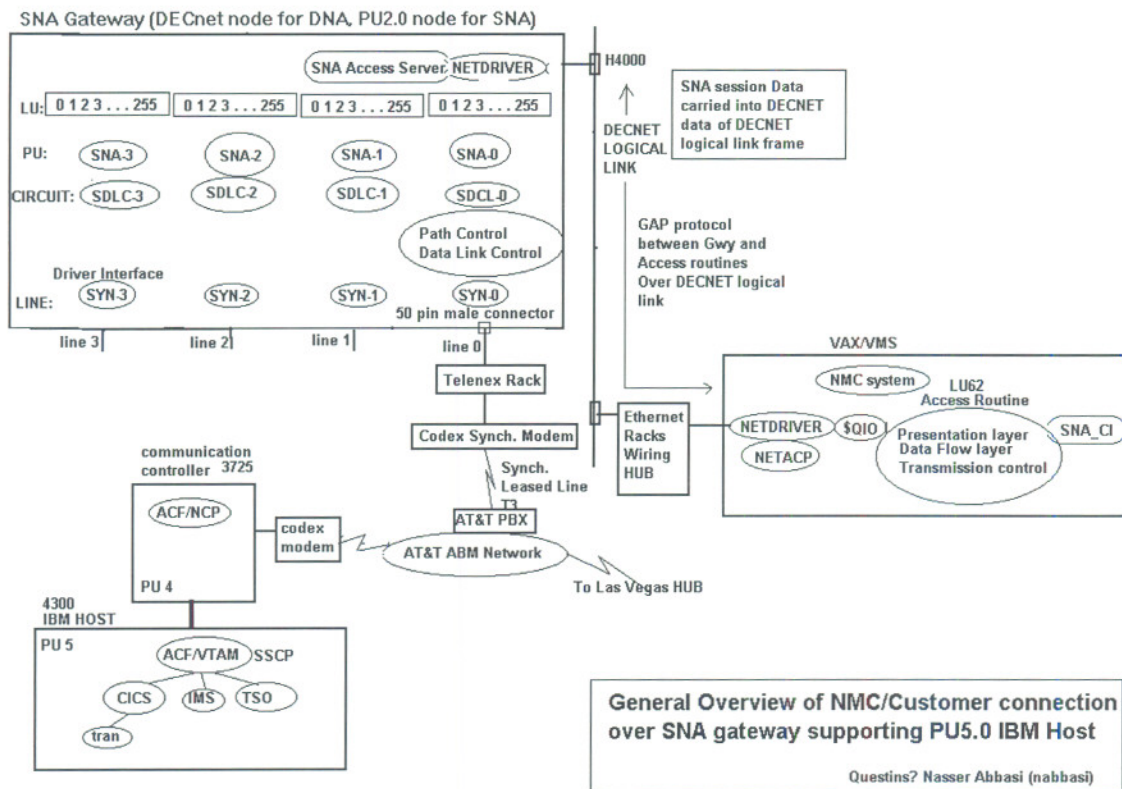 SNA Gateway (DECnet node for DNA, PU2.0 node for SNA)
SNA Access Server
NETDRIVER
H4000
LU:
0 1 2 3 . . . 255
0 1 2 3 . . . 255
0 1 2 3 . . . 255
0 1 2 3 . . . 255
PU:
SNA-3
SNA-2
SNA-1
SNA-0
CIRCUIT:
SDLC-3
SDLC-2
SDLC-1
SDCL-0
Path Control
Data Link Control
Driver Interface
LINE:
SYN-3
SYN-2
SYN-1
SYN-0
50 pin male connector
line 3
line 2
line 1
line 0
SNA session Data
carried into DECNET
data of DECNET
logical link frame
DECNET
LOGICAL
LINK
GAP protocol
between Gwy and
Access routines
Over DECNET logical
link
Telenex Rack
Codex Synch. Modem
Synch.
Leased Line
T3
AT&T PBX
AT&T ABM Network
To Las Vegas HUB
Ethernet
Racks
Wiring
HUB
VAX/VMS
NMC system
LU62
Access Routine
NETDRIVER
$QIO
NETACP
Presentation layer
Data Flow layer
Transmission control
SNA_CI
communication
controller 3725
ACF/NCP
PU 4
codex
modem
4300
IBM HOST
PU 5
ACF/VTAM
SSCP
CICS
IMS
TSO
tran
General Overview of NMC/Customer connection
over SNA gateway supporting PU5.0 IBM Host
Questins? Nasser Abbasi (nabbasi)